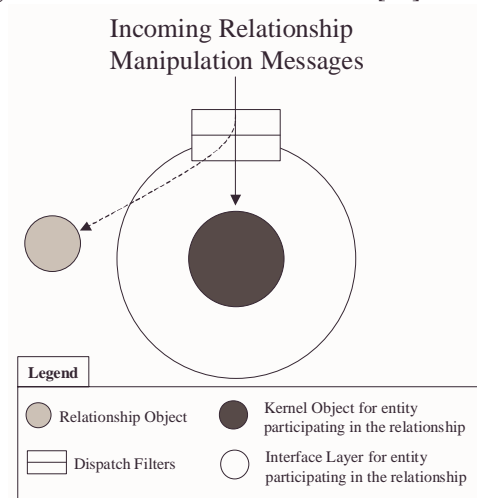 Incoming Relationship
Manipulation Messages
Legend
Relationship Object
Kernel Object for entity
participating in the relationship
Dispatch Filters
Interface Layer for entity
participating in the relationship